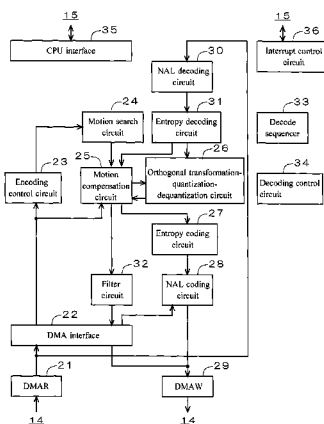 15
35
15
36
CPU interface
30
Interrupt control
circuit
NAL decoding
circuit
24
31
33
Motion search
circuit
Entropy decoding
circuit
Decode
sequencer
23
25
26
34
Encoding
control circuit
Motion
compensation
circuit
Orthogonal transformation-
quantization-
dequantization circuit
Decoding control
circuit
27
Entropy coding
circuit
32
28
Filter
circuit
NAL coding
circuit
22
DMA interface
21
29
DMAR
DMAW
14
14